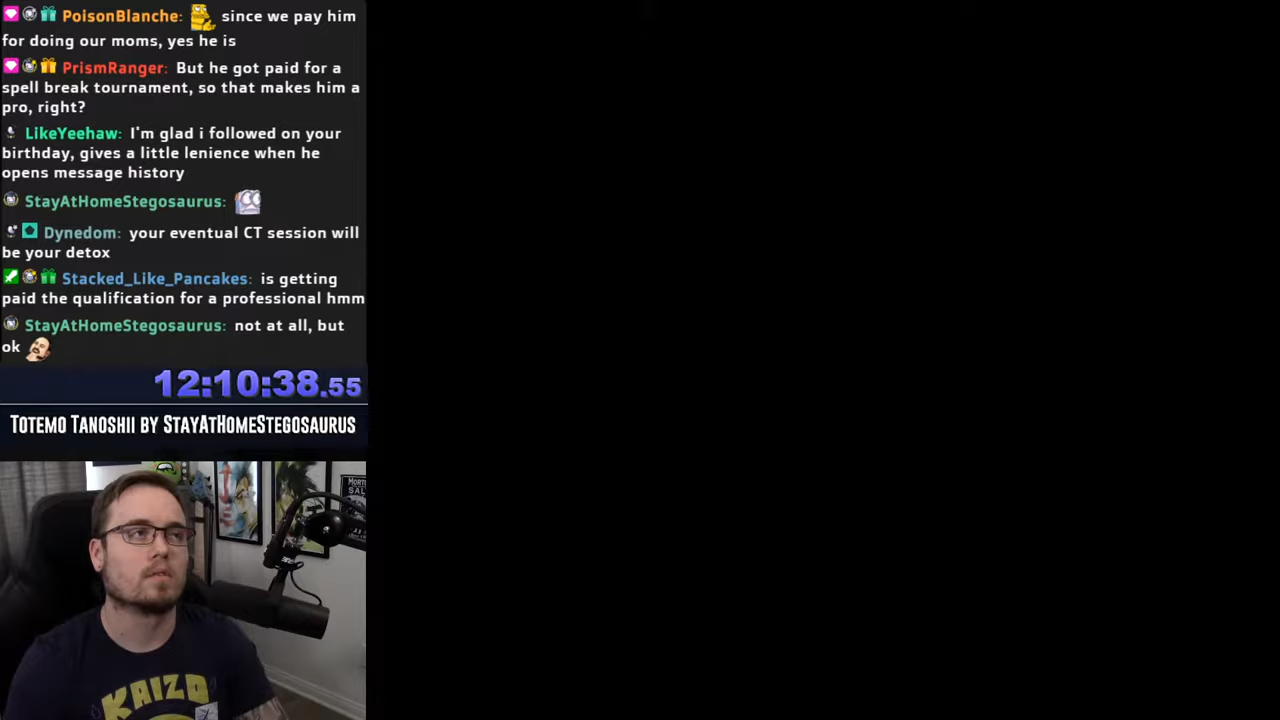 PoisonBlanche: since we pay him
for doing our moms, yes he is
PrismRanger: But he got paid for a
spell break tournament, so that makes him a
pro, right?
LikeYeehaw: I'm glad i followed on your
birthday, gives a little lenience when he
opens message history
StayAtHomeStegosaurus:
Dynedom: your eventual CT session will
be your detox
Stacked_Like_Pancakes: is getting
paid the qualification for a professional hmm
StayAtHomeStegosaurus: not at all, but
ok
12:10:38.55
TOTEMO TANOSHII BY STAYATHOMESTEGOSAURUS
KAIZO